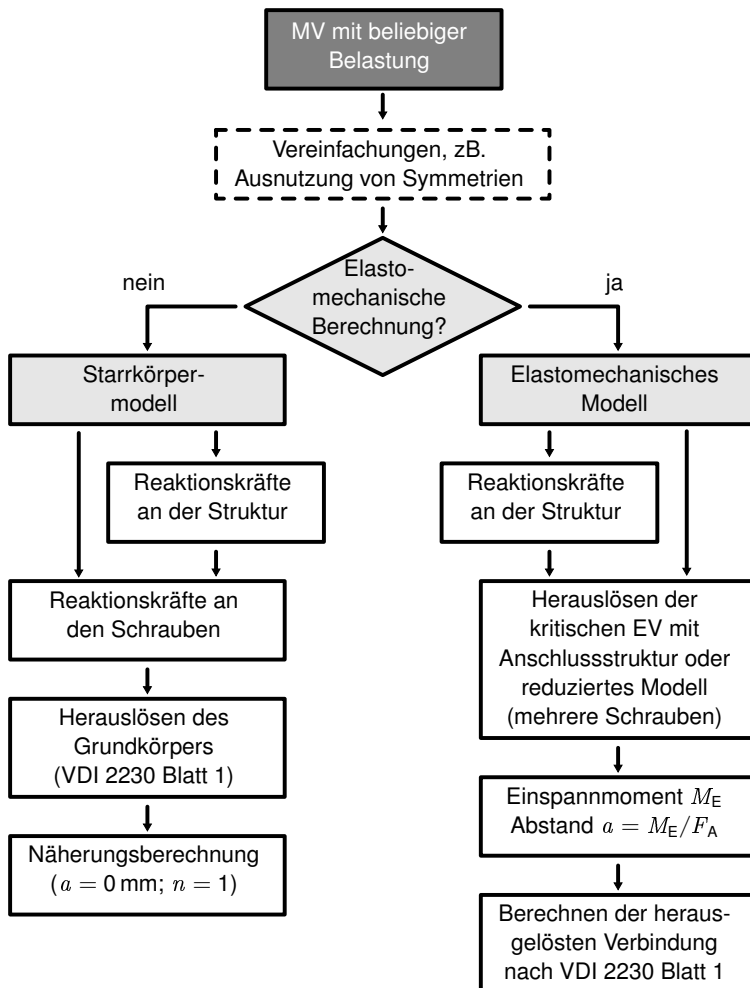 MV mit beliebiger
Belastung
Vereinfachungen, zB.
Ausnutzung von Symmetrien
Elasto-
mechanische
Berechnung?
nein
ja
Starrkörper-
modell
Reaktionskräfte
an der Struktur
Reaktionskräfte an
den Schrauben
Herauslösen des
Grundkörpers
(VDI 2230 Blatt 1)
Näherungsberechnung
(a = 0 mm; n = 1)
Elastomechanisches
Modell
Reaktionskräfte
an der Struktur
Herauslösen der
kritischen EV mit
Anschlussstruktur oder
reduziertes Modell
(mehrere Schrauben)
Einspannmoment M_E
Abstand a = M_E/F_A
Berechnen der heraus-
gelösten Verbindung
nach VDI 2230 Blatt 1